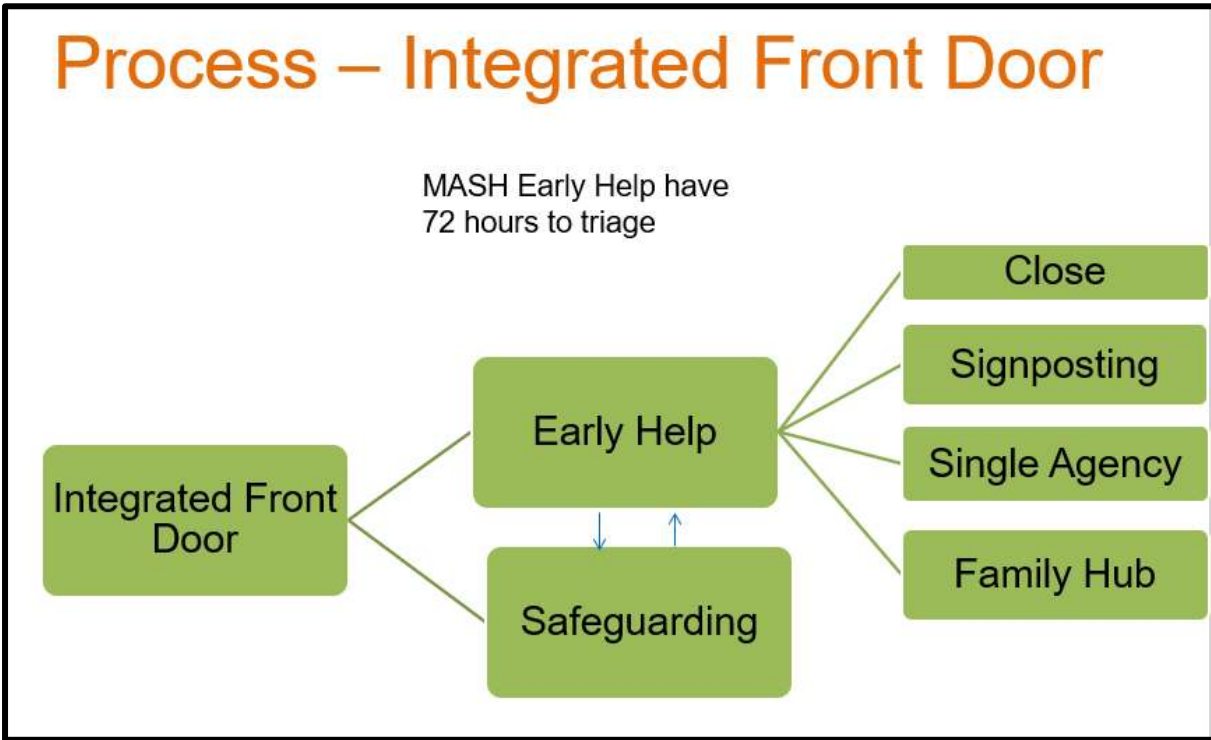 Process – Integrated Front Door
MASH Early Help have
72 hours to triage
Integrated Front
Door
Early Help
Safeguarding
Close
Signposting
Single Agency
Family Hub